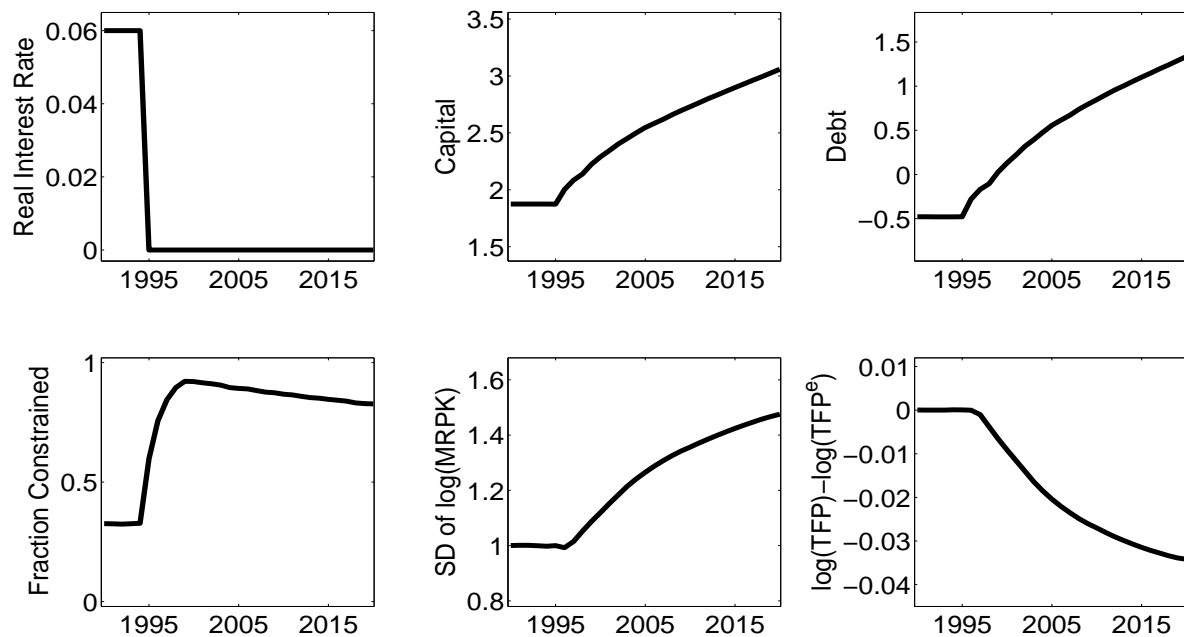 Real Interest Rate
0.06
0.04
0.02
0
1995 2005 2015
Capital
3.5
3
2.5
2
1.5
1995 2005 2015
Debt
1.5
1
0.5
0
−0.5
1995 2005 2015
Fraction Constrained
1
0.5
0
1995 2005 2015
SD of log(MRPK)
1.6
1.4
1.2
1
0.8
1995 2005 2015
log(TFP)−log(TFPᵉ)
0.01
0
−0.01
−0.02
−0.03
−0.04
1995 2005 2015